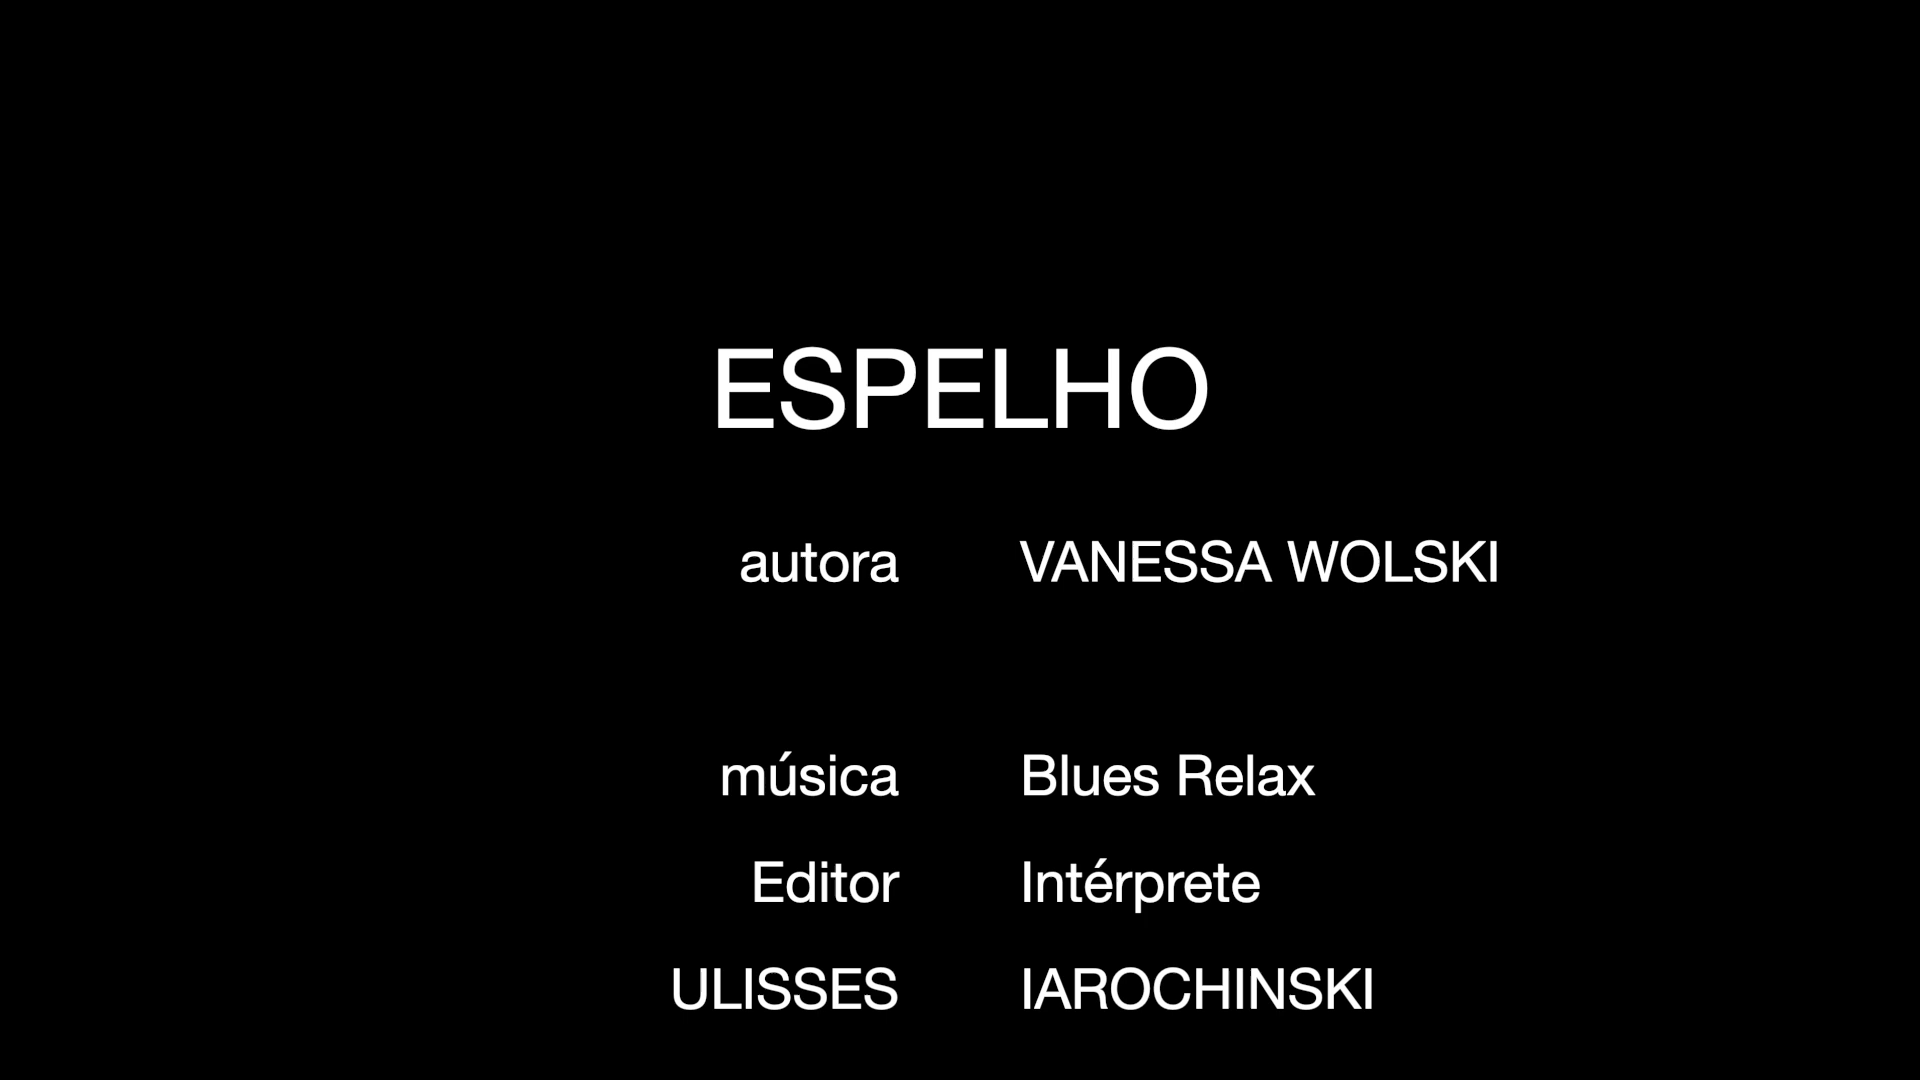 ESPELHO
autora VANESSA WOLSKI
música Blues Relax
Editor Intérprete
ULISSES IAROCHINSKI